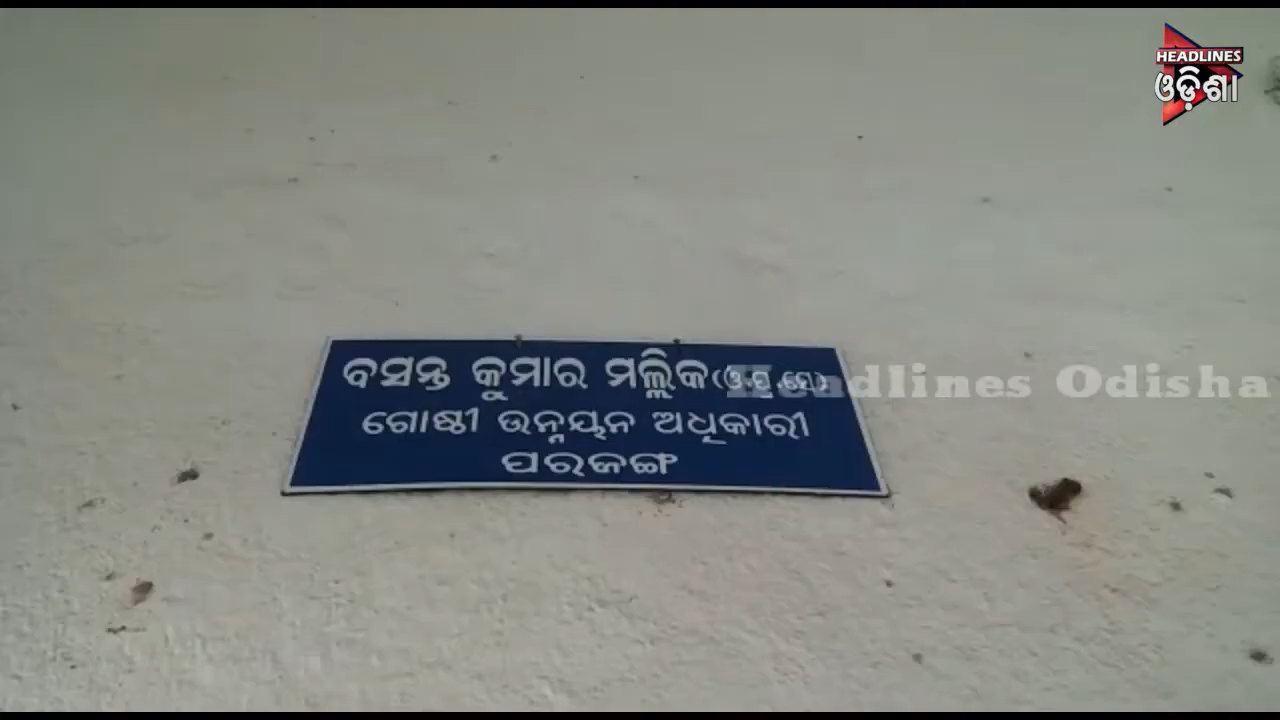 HEADLINES
ଓଡ଼ିଶା
ବସନ୍ତ କୁମାର ମଲ୍ଲିକ(ଓ.ପ୍ର.ସେ)
Headlines Odisha
ଗୋଷ୍ଠୀ ଉନ୍ନୟନ ଅଧିକାରୀ
ପରଜଙ୍ଗ